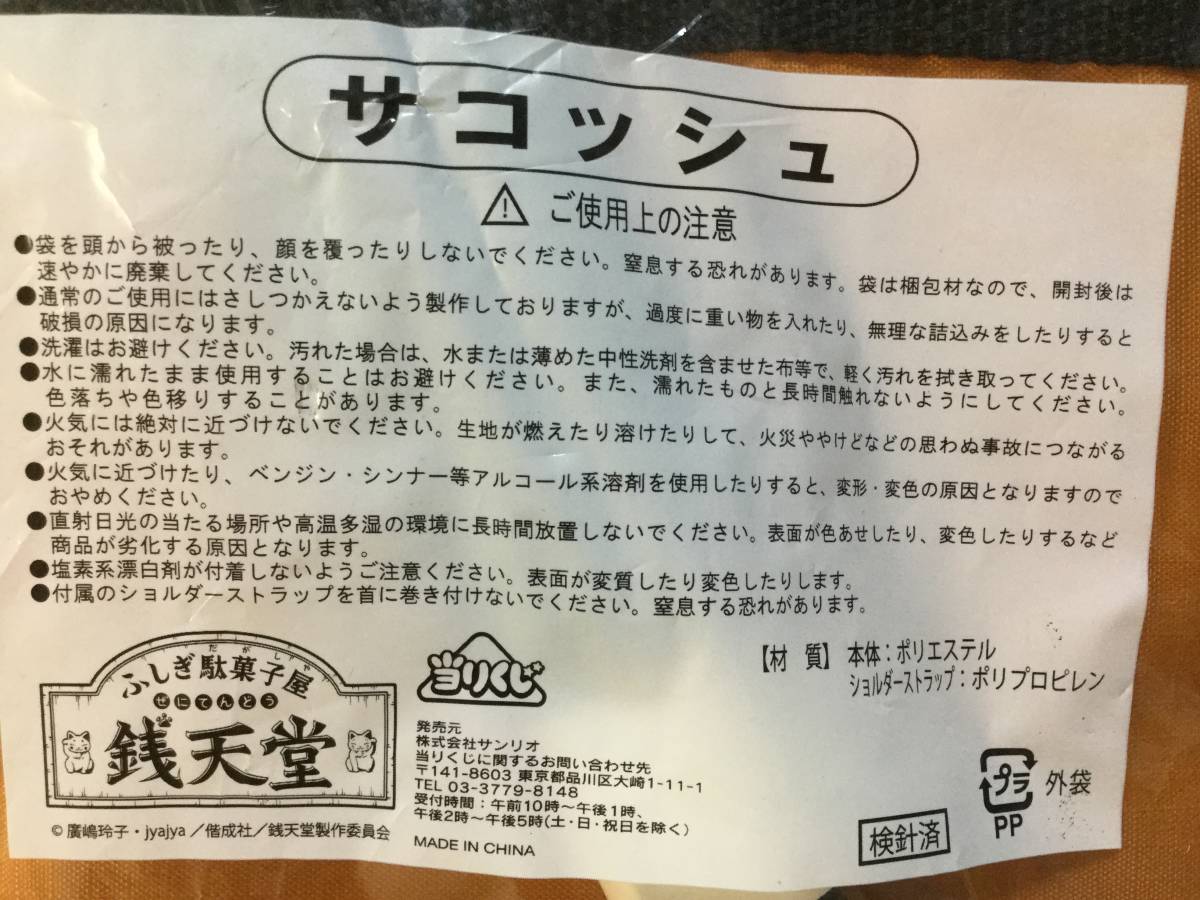 サコッシュ
⚠ ご使用上の注意
●袋を頭から被ったり、顔を覆ったりしないでください。窒息する恐れがあります。袋は梱包材なので、開封後は
速やかに廃棄してください。
●通常のご使用にはさしつかえないよう製作しておりますが、過度に重い物を入れたり、無理な詰込みをしたりすると
破損の原因になります。
●洗濯はお避けください。汚れた場合は、水または薄めた中性洗剤を含ませた布等で、軽く汚れを拭き取ってください。
●水に濡れたまま使用することはお避けください。また、濡れたものと長時間触れないようにしてください。
色落ちや色移りすることがあります。
●火気には絶対に近づけないでください。生地が燃えたり溶けたりして、火災ややけどなどの思わぬ事故につながる
おそれがあります。
●火気に近づけたり、ベンジン・シンナー等アルコール系溶剤を使用したりすると、変形・変色の原因となりますので
おやめください。
●直射日光の当たる場所や高温多湿の環境に長時間放置しないでください。表面が色あせしたり、変色したりするなど
商品が劣化する原因となります。
●塩素系漂白剤が付着しないようご注意ください。表面が変質したり変色したりします。
●付属のショルダーストラップを首に巻き付けないでください。窒息する恐れがあります。
だがしや
ふしぎ駄菓子屋
ぜにてんどう
銭天堂
©廣嶋玲子・jyajya/偕成社/銭天堂製作委員会
当りくじ
発売元
株式会社サンリオ
当りくじに関するお問い合わせ先
〒141-8603 東京都品川区大崎1-11-1
TEL 03-3779-8148
受付時間：午前10時～午後1時、
午後2時～午後5時(土・日・祝日を除く)
MADE IN CHINA
【材 質】 本体：ポリエステル
ショルダーストラップ：ポリプロピレン
プラ 外袋
PP
検針済